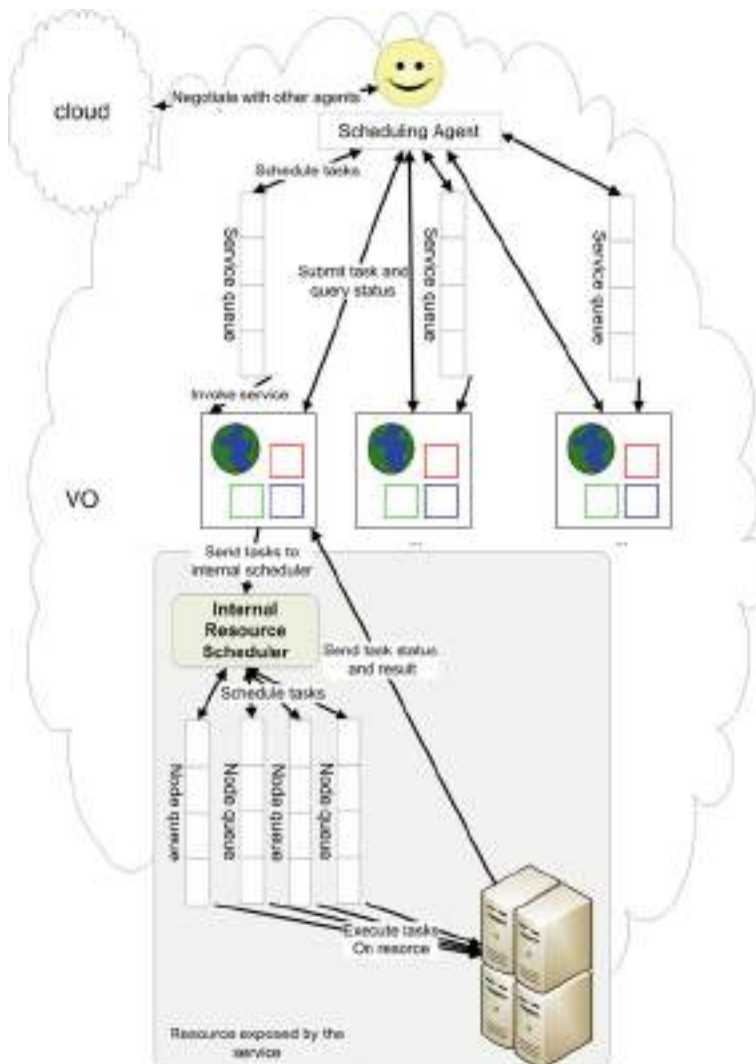 cloud
Negotiate with other agents
Scheduling Agent
Schedule tasks
Service queue
Service queue
Service queue
Submit task and
query status
Invoke service
VO
...
...
Send tasks to
internal scheduler
Internal
Resource
Scheduler
Send task status
and result
Schedule tasks
Node queue
Node queue
Node queue
Node queue
Execute tasks
On resorce
Resource exposed by the
service